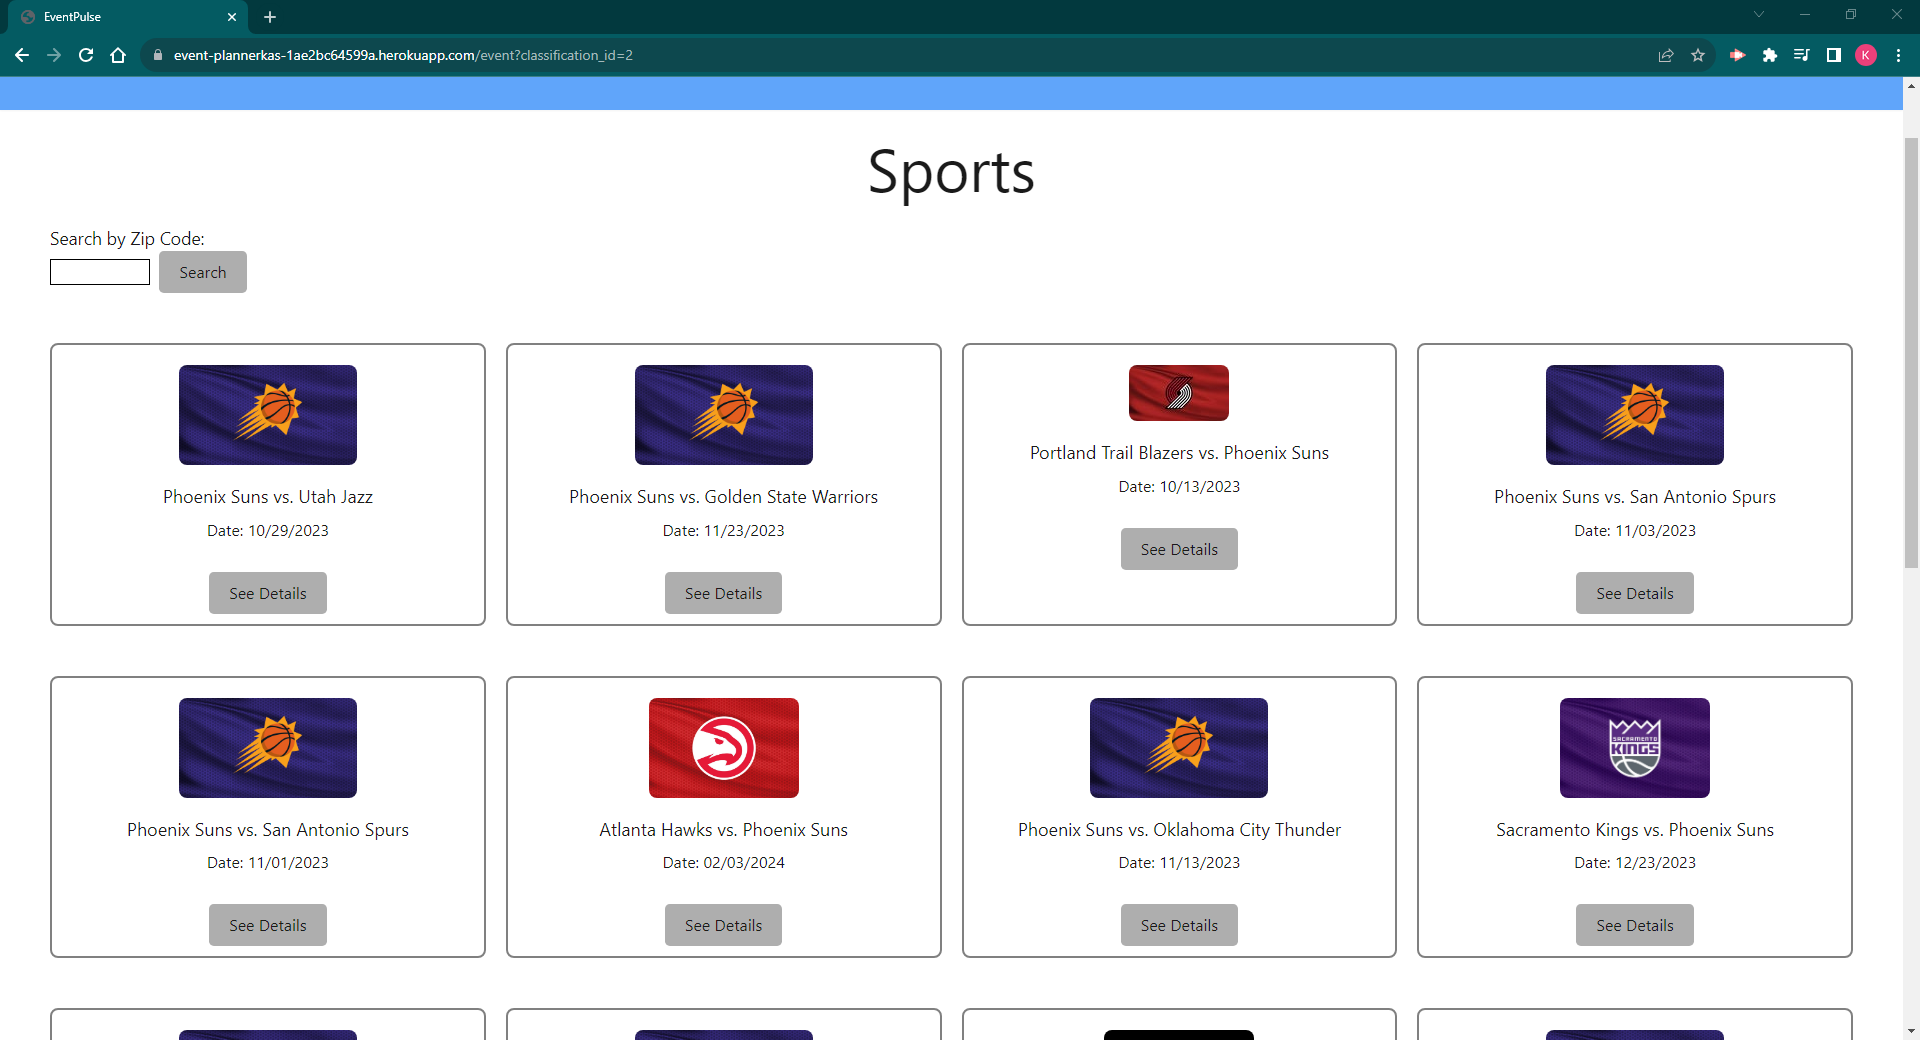 EventPulse
event-plannerkas-1ae2bc64599a.herokuapp.com/event?classification_id=2
K
Sports
Search by Zip Code:
Search
Phoenix Suns vs. Utah Jazz
Date: 10/29/2023
See Details
Phoenix Suns vs. Golden State Warriors
Date: 11/23/2023
See Details
Portland Trail Blazers vs. Phoenix Suns
Date: 10/13/2023
See Details
Phoenix Suns vs. San Antonio Spurs
Date: 11/03/2023
See Details
Phoenix Suns vs. San Antonio Spurs
Date: 11/01/2023
See Details
Atlanta Hawks vs. Phoenix Suns
Date: 02/03/2024
See Details
Phoenix Suns vs. Oklahoma City Thunder
Date: 11/13/2023
See Details
SACRAMENTO
KINGS
Sacramento Kings vs. Phoenix Suns
Date: 12/23/2023
See Details